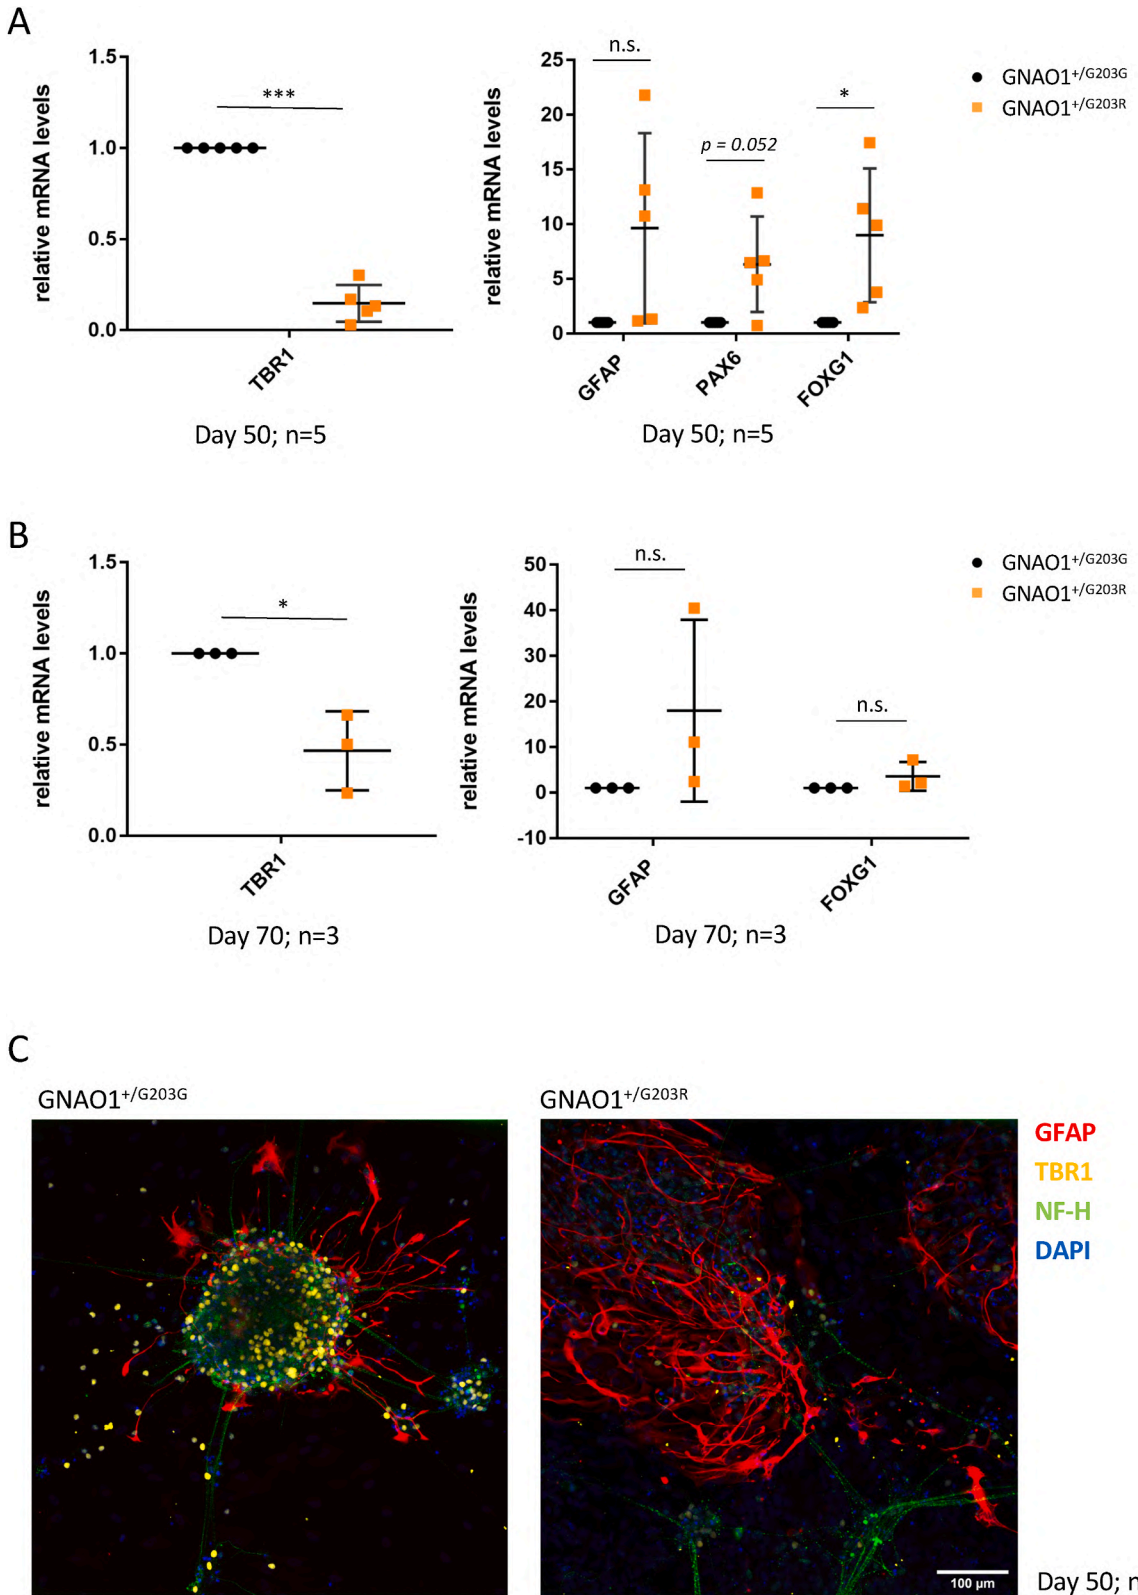 A
relative mRNA levels
1.5
1.0
0.5
0.0
***
TBR1
Day 50; n=5
relative mRNA levels
25
20
15
10
5
0
n.s.
p = 0.052
*
GFAP
PAX6
FOXG1
Day 50; n=5
GNAO1+/G203G
GNAO1+/G203R
B
relative mRNA levels
1.5
1.0
0.5
0.0
*
TBR1
Day 70; n=3
relative mRNA levels
50
40
30
20
10
0
-10
n.s.
n.s.
GFAP
FOXG1
Day 70; n=3
GNAO1+/G203G
GNAO1+/G203R
C
GNAO1+/G203G
GNAO1+/G203R
GFAP
TBR1
NF-H
DAPI
100 µm
Day 50; n